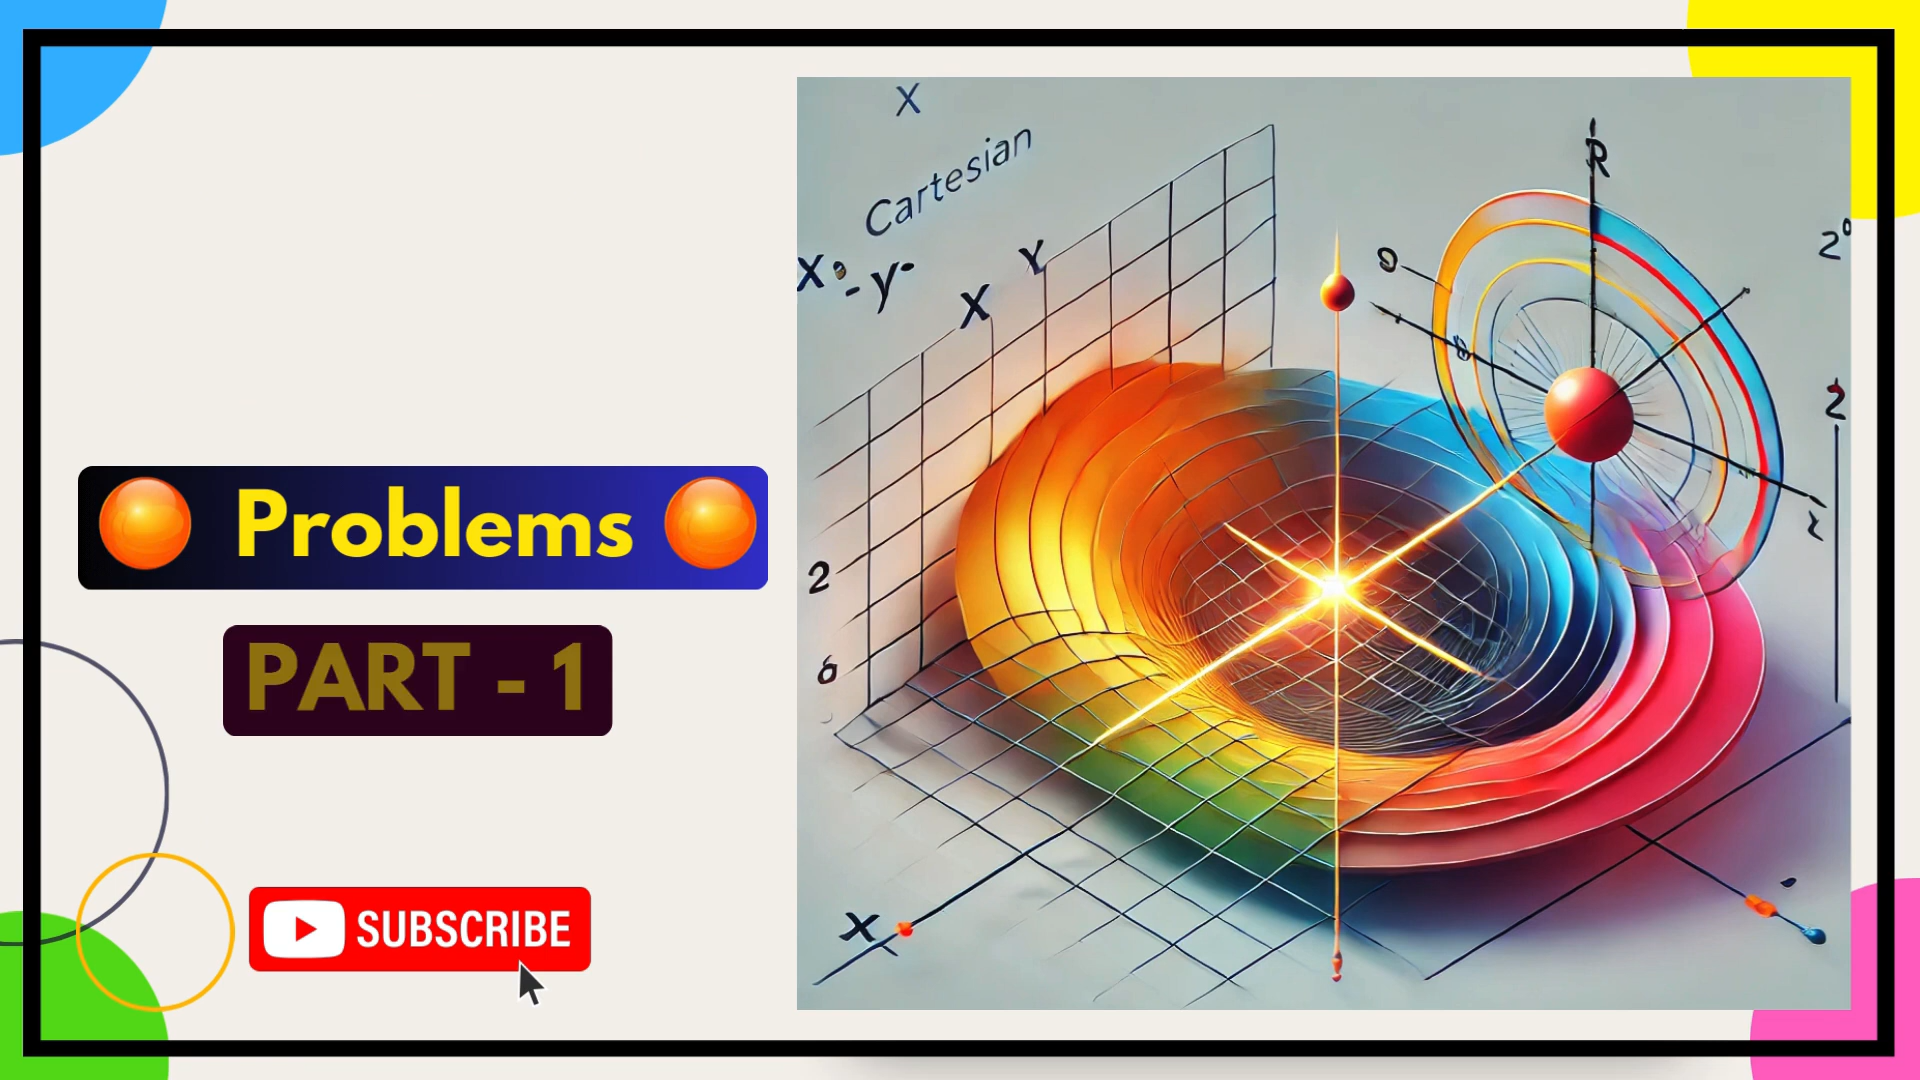 Problems
PART - 1
SUBSCRIBE
X
Cartesian
X
Y
X
R
2
2
6
X